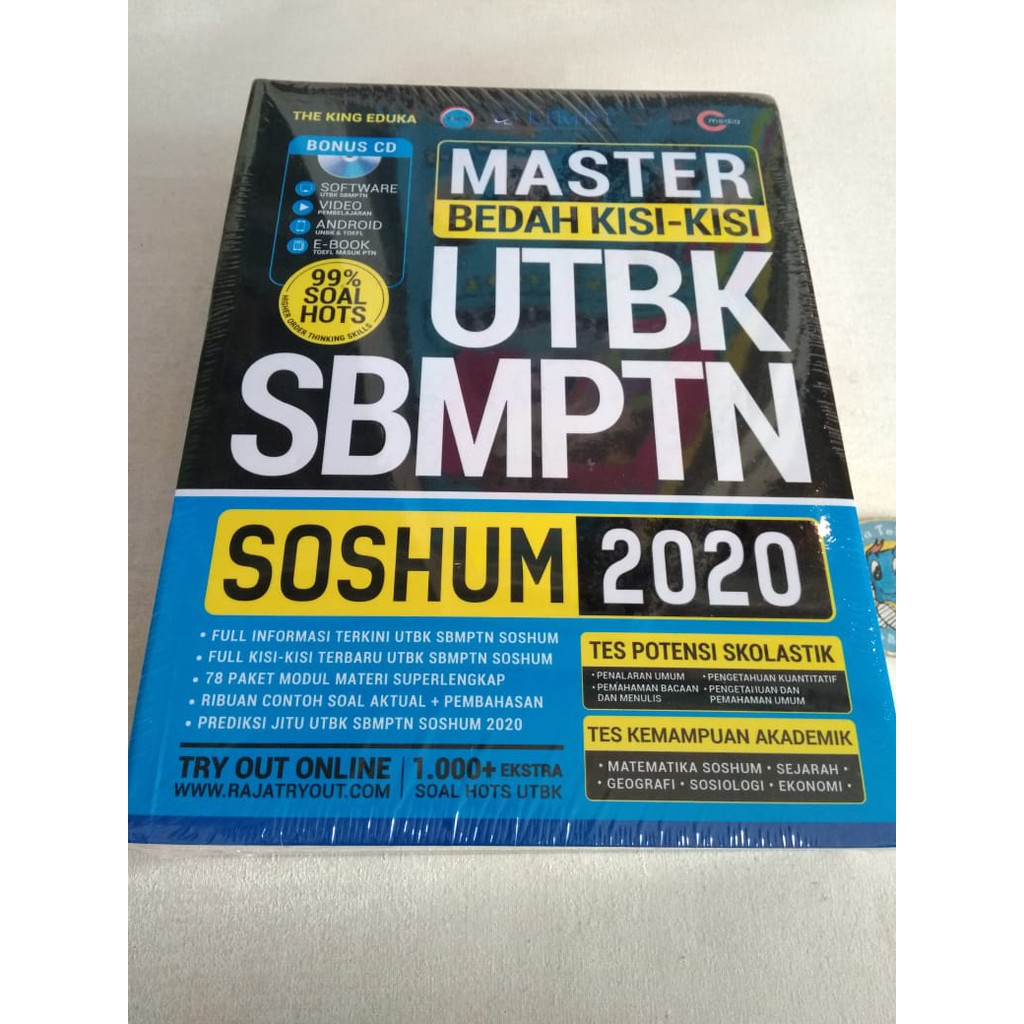 THE KING EDUKA
media
BONUS CD
SOFTWARE
UTBK SBMPTN
VIDEO
PEMBELAJARAN
ANDROID
UNBK & TOEFL
E-BOOK
TOEFL MASUK PTN
99%
SOAL
HOTS
HIGHER ORDER THINKING SKILLS
MASTER
BEDAH KISI-KISI
UTBK
SBMPTN
SOSHUM 2020
• FULL INFORMASI TERKINI UTBK SBMPTN SOSHUM
• FULL KISI-KISI TERBARU UTBK SBMPTN SOSHUM
• 78 PAKET MODUL MATERI SUPERLENGKAP
• RIBUAN CONTOH SOAL AKTUAL + PEMBAHASAN
• PREDIKSI JITU UTBK SBMPTN SOSHUM 2020
TRY OUT ONLINE
WWW.RAJATRYOUT.COM
1.000+ EKSTRA
SOAL HOTS UTBK
TES POTENSI SKOLASTIK
• PENALARAN UMUM
• PEMAHAMAN BACAAN
DAN MENULIS
• PENGETAHUAN KUANTITATIF
• PENGETAHUAN DAN
PEMAHAMAN UMUM
TES KEMAMPUAN AKADEMIK
• MATEMATIKA SOSHUM • SEJARAH •
• GEOGRAFI • SOSIOLOGI • EKONOMI •